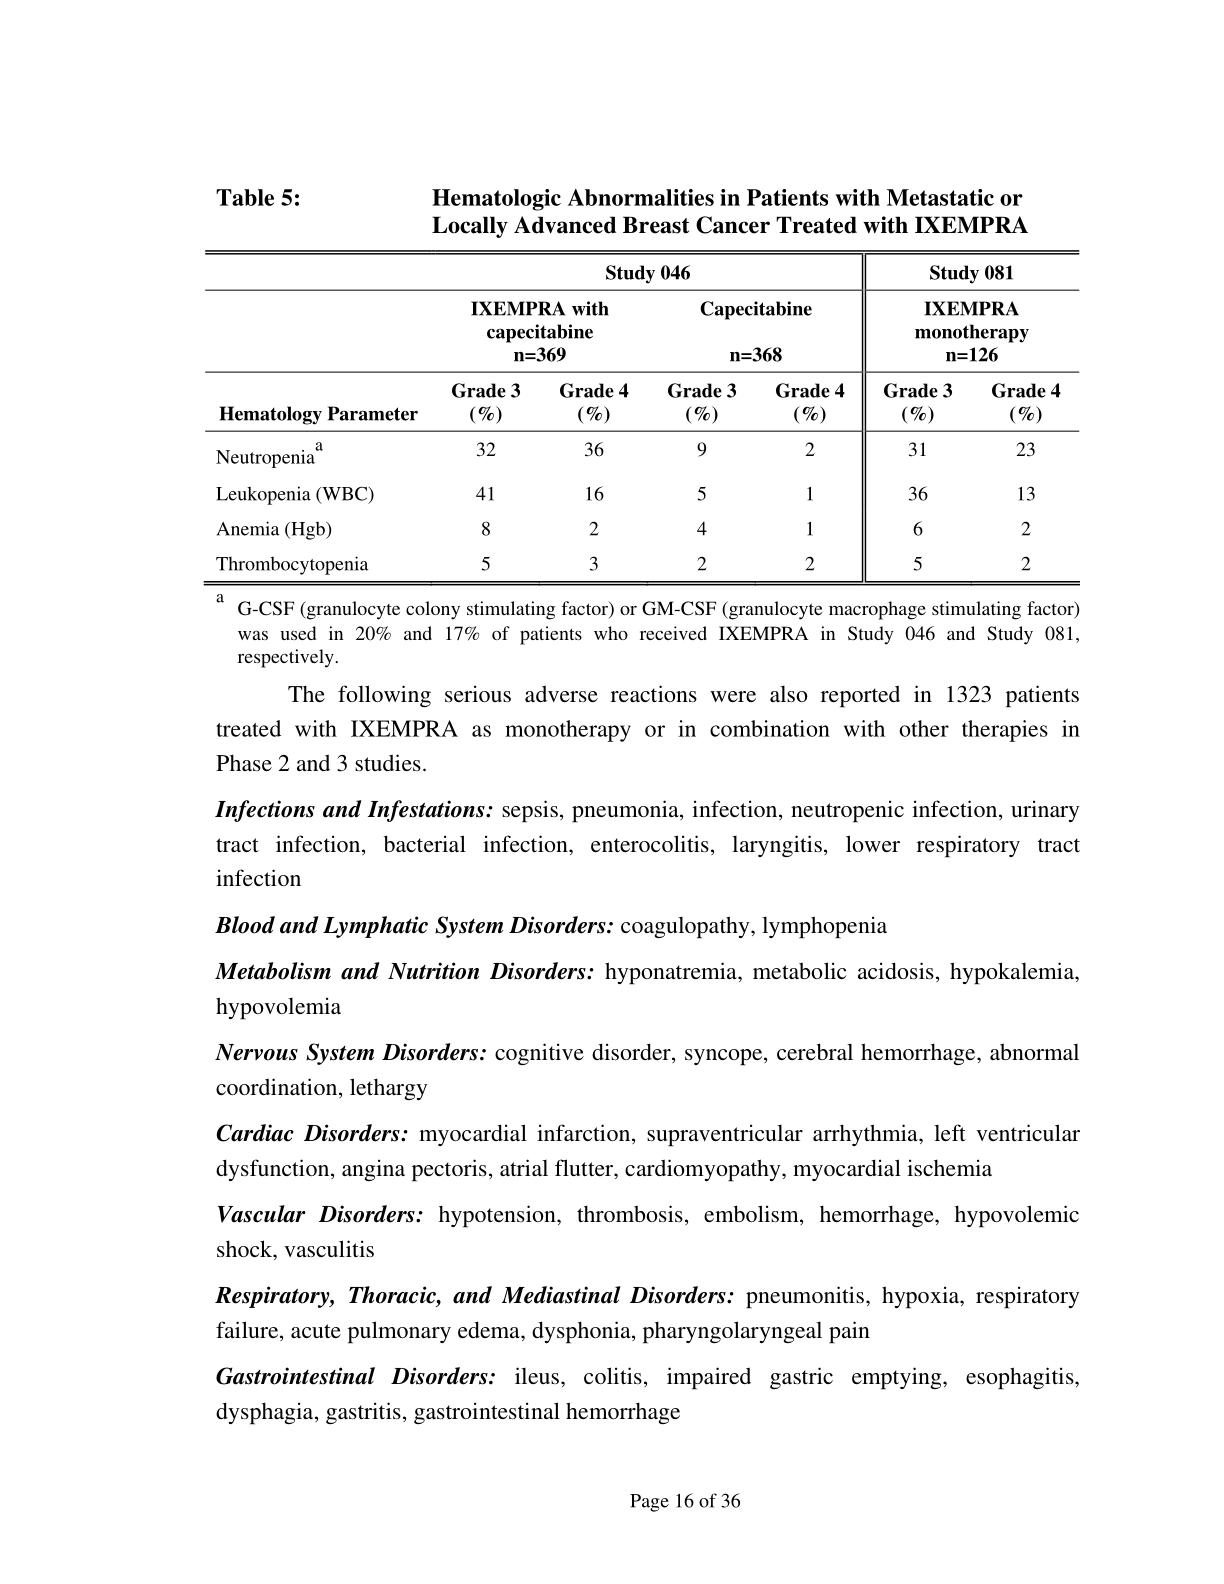 Table 5: Hematologic Abnormalities in Patients with Metastatic or
Locally Advanced Breast Cancer Treated with IXEMPRA
Study 046 Study 081
IXEMPRA with Capecitabine IXEMPRA
capecitabine monotherapy
n=369 n=368 n=126
Grade 3 Grade 4 Grade 3 Grade 4 Grade 3 Grade 4
Hematology Parameter (%) (%) (%) (%) (%) (%)
Neutropenia a 32 36 9 2 31 23
Leukopenia (WBC) 41 16 5 1 36 13
Anemia (Hgb) 8 2 4 1 6 2
Thrombocytopenia 5 3 2 2 5 2
a G-CSF (granulocyte colony stimulating factor) or GM-CSF (granulocyte macrophage stimulating factor)
was used in 20% and 17% of patients who received IXEMPRA in Study 046 and Study 081,
respectively.
The following serious adverse reactions were also reported in 1323 patients
treated with IXEMPRA as monotherapy or in combination with other therapies in
Phase 2 and 3 studies.
Infections and Infestations: sepsis, pneumonia, infection, neutropenic infection, urinary
tract infection, bacterial infection, enterocolitis, laryngitis, lower respiratory tract
infection
Blood and Lymphatic System Disorders: coagulopathy, lymphopenia
Metabolism and Nutrition Disorders: hyponatremia, metabolic acidosis, hypokalemia,
hypovolemia
Nervous System Disorders: cognitive disorder, syncope, cerebral hemorrhage, abnormal
coordination, lethargy
Cardiac Disorders: myocardial infarction, supraventricular arrhythmia, left ventricular
dysfunction, angina pectoris, atrial flutter, cardiomyopathy, myocardial ischemia
Vascular Disorders: hypotension, thrombosis, embolism, hemorrhage, hypovolemic
shock, vasculitis
Respiratory, Thoracic, and Mediastinal Disorders: pneumonitis, hypoxia, respiratory
failure, acute pulmonary edema, dysphonia, pharyngolaryngeal pain
Gastrointestinal Disorders: ileus, colitis, impaired gastric emptying, esophagitis,
dysphagia, gastritis, gastrointestinal hemorrhage
Page 16 of 36